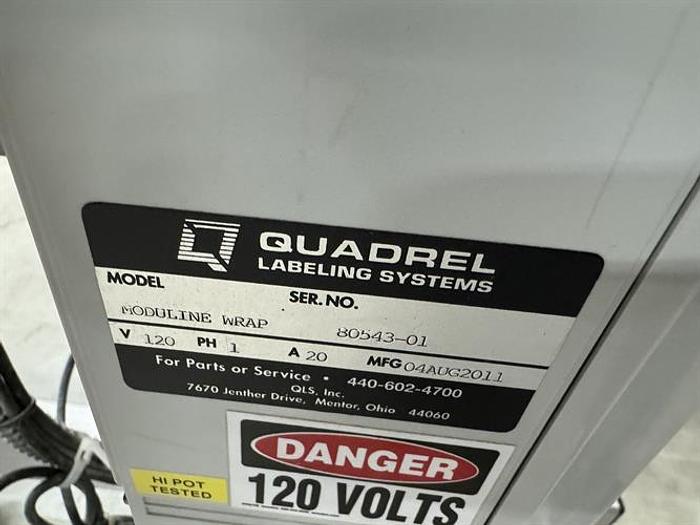 QUADREL
LABELING SYSTEMS
MODEL SER. NO.
MODULINE WRAP 80543-01
V 120 PH 1 A 20 MFG 04AUG2011
For Parts or Service • 440-602-4700
QLS, Inc.
7670 Jenther Drive, Mentor, Ohio 44060
HI POT
TESTED
DANGER
120 VOLTS